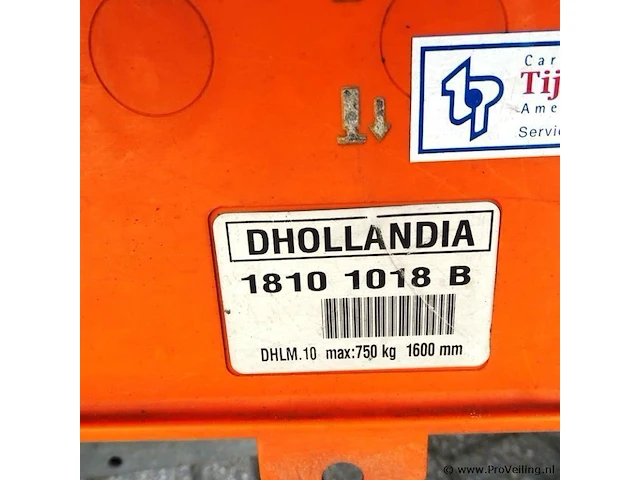 Car
Tij
Ame
Servic
DHOLLANDIA
1810 1018 B
DHLM.10 max:750 kg 1600 mm
© www.ProVeiling.nl